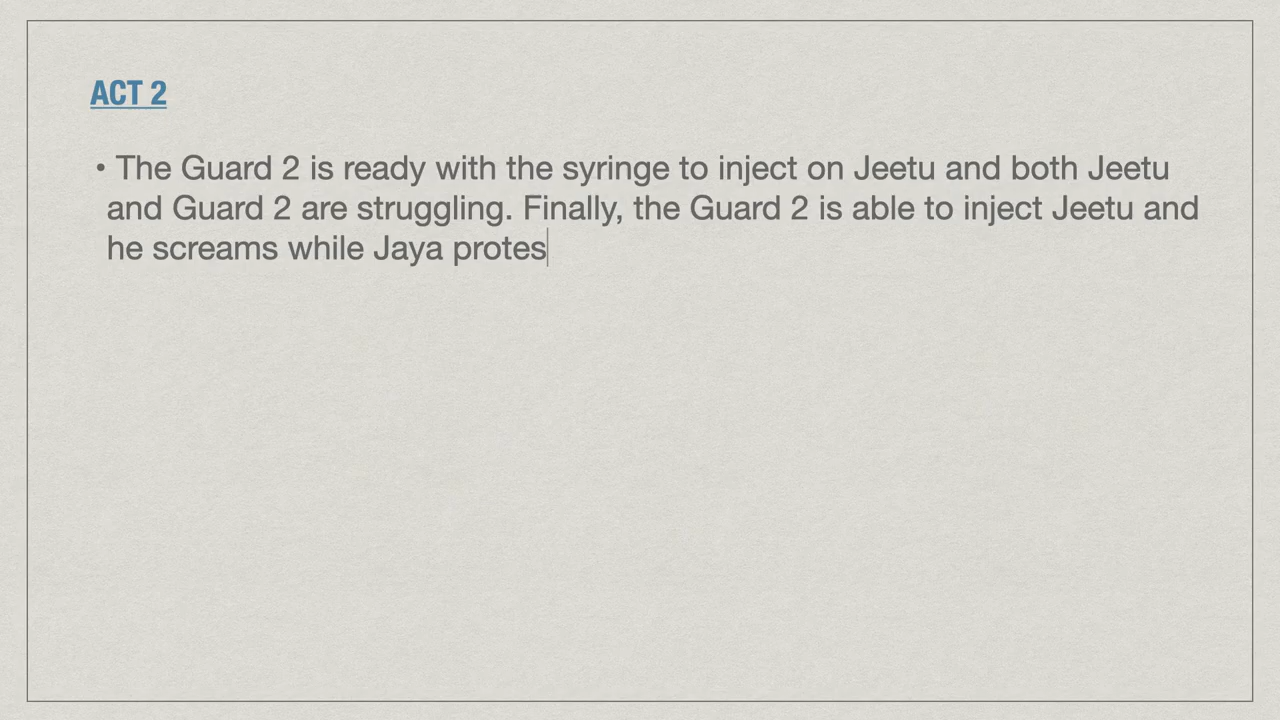 ACT 2
• The Guard 2 is ready with the syringe to inject on Jeetu and both Jeetu
and Guard 2 are struggling. Finally, the Guard 2 is able to inject Jeetu and
he screams while Jaya protes